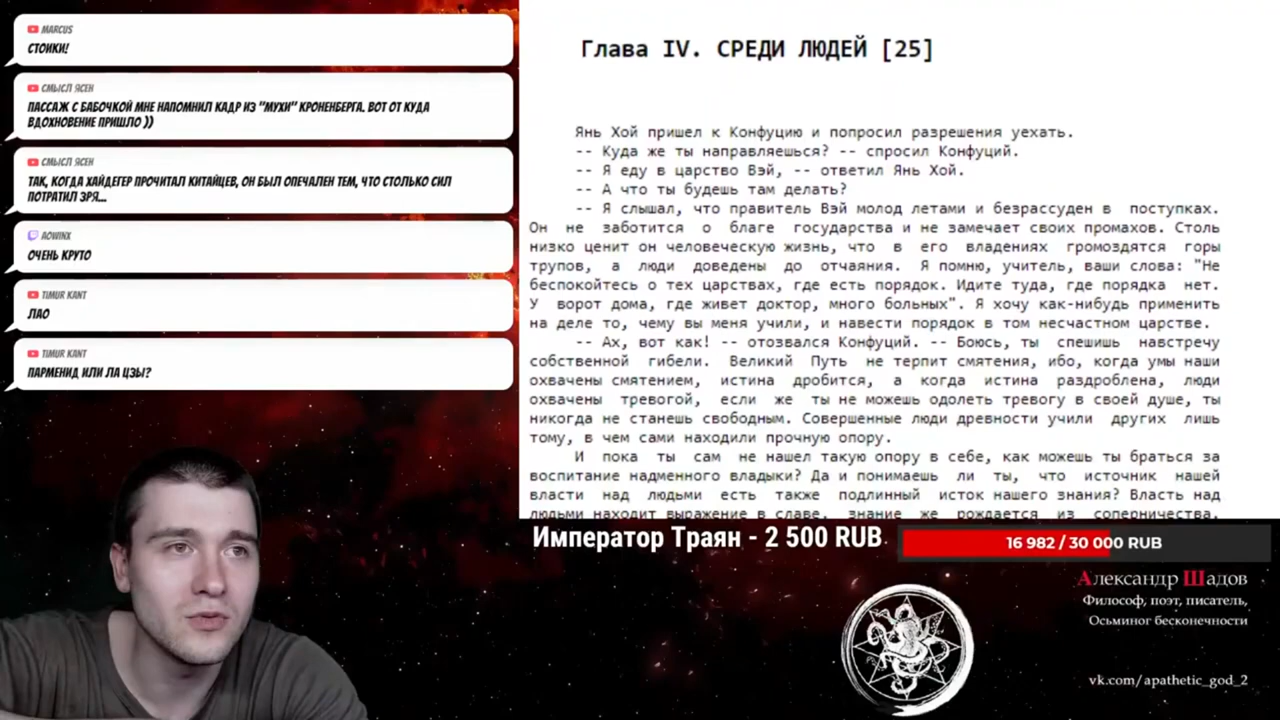 MARCUS
СТОИКИ!
СМЫСЛ ЯСЕН
ПАССАЖ С БАБОЧКОЙ МНЕ НАПОМНИЛ КАДР ИЗ "МУХИ" КРОНЕНБЕРГА. ВОТ ОТ КУДА
ВДОХНОВЕНИЕ ПРИШЛО ))
СМЫСЛ ЯСЕН
ТАК, КОГДА ХАЙДЕГЕР ПРОЧИТАЛ КИТАЙЦЕВ, ОН БЫЛ ОПЕЧАЛЕН ТЕМ, ЧТО СТОЛЬКО СИЛ
ПОТРАТИЛ ЗРЯ...
AOWINX
ОЧЕНЬ КРУТО
TIMUR KANT
ЛАО
TIMUR KANT
ПАРМЕНИД ИЛИ ЛА ЦЗЫ?
Глава IV. СРЕДИ ЛЮДЕЙ [25]
Янь Хой пришел к Конфуцию и попросил разрешения уехать.
-- Куда же ты направляешься? -- спросил Конфуций.
-- Я еду в царство Вэй, -- ответил Янь Хой.
-- А что ты будешь там делать?
-- Я слышал, что правитель Вэй молод летами и безрассуден в поступках.
Он не заботится о благе государства и не замечает своих промахов. Столь
низко ценит он человеческую жизнь, что в его владениях громоздятся горы
трупов, а люди доведены до отчаяния. Я помню, учитель, ваши слова: "Не
беспокойтесь о тех царствах, где есть порядок. Идите туда, где порядка нет.
У ворот дома, где живет доктор, много больных". Я хочу как-нибудь применить
на деле то, чему вы меня учили, и навести порядок в том несчастном царстве.
-- Ах, вот как! -- отозвался Конфуций. -- Боюсь, ты спешишь навстречу
собственной гибели. Великий Путь не терпит смятения, ибо, когда умы наши
охвачены смятением, истина дробится, а когда истина раздроблена, люди
охвачены тревогой, если же ты не можешь одолеть тревогу в своей душе, ты
никогда не станешь свободным. Совершенные люди древности учили других лишь
тому, в чем сами находили прочную опору.
И пока ты сам не нашел такую опору в себе, как можешь ты браться за
воспитание надменного владыки? Да и понимаешь ли ты, что источник нашей
власти над людьми есть также подлинный исток нашего знания? Власть над
людьми находит выражение в славе, знание же рождается из соперничества.
Император Траян - 2 500 RUB
16 982 / 30 000 RUB
Александр Шадов
Философ, поэт, писатель,
Осьминог бесконечности
vk.com/apathetic_god_2